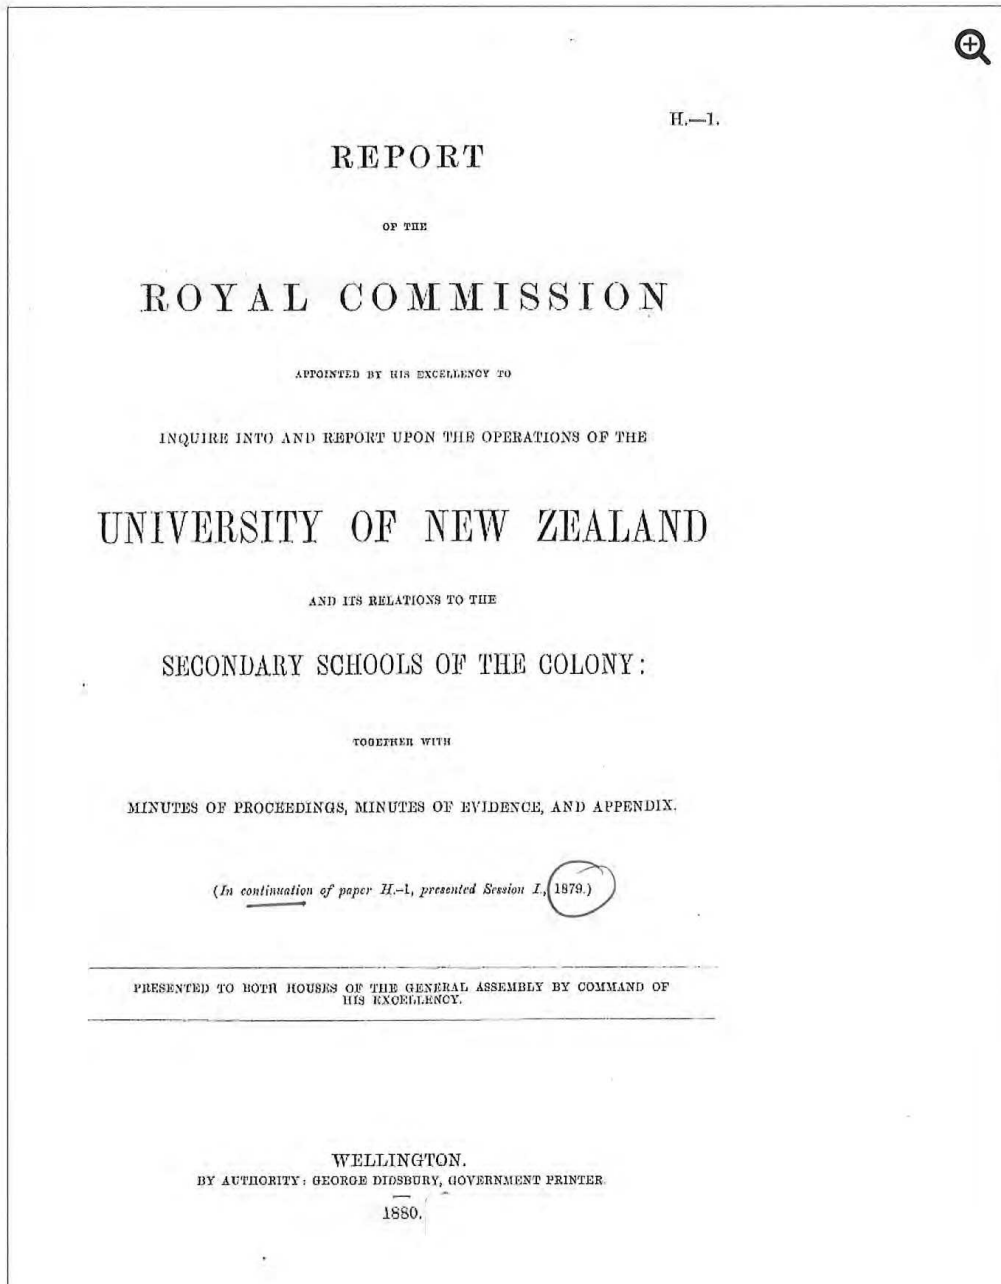 H.—1.
REPORT
OF THE
ROYAL COMMISSION
APPOINTED BY HIS EXCELLENCY TO
INQUIRE INTO AND REPORT UPON THE OPERATIONS OF THE
UNIVERSITY OF NEW ZEALAND
AND ITS RELATIONS TO THE
SECONDARY SCHOOLS OF THE COLONY:
TOGETHER WITH
MINUTES OF PROCEEDINGS, MINUTES OF EVIDENCE, AND APPENDIX.
(In continuation of paper H.–1, presented Session I., 1879.)
PRESENTED TO BOTH HOUSES OF THE GENERAL ASSEMBLY BY COMMAND OF
HIS EXCELLENCY.
WELLINGTON.
BY AUTHORITY: GEORGE DIDSBURY, GOVERNMENT PRINTER
1880.